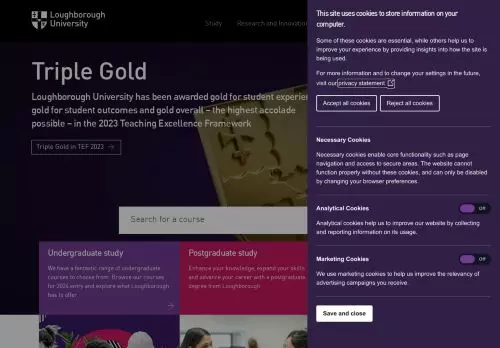 Loughborough
University
Study
Research and Innovation
Triple Gold
Loughborough University has been awarded gold for student experi
gold for student outcomes and gold overall – the highest accolade
possible – in the 2023 Teaching Excellence Framework
Triple Gold in TEF 2023
Search for a course
Undergraduate study
We have a fantastic range of undergraduate
courses to choose from. Browse our courses
for 2024 entry and explore what Loughborough
has to offer
Postgraduate study
Enhance your knowledge, expand your skills
and advance your career with a postgraduate
degree from Loughborough
This site uses cookies to store information on your
computer.
Some of these cookies are essential, while others help us to
improve your experience by providing insights into how the site is
being used.
For more information and to change your settings in the future,
visit our privacy statement
Accept all cookies
Reject all cookies
Necessary Cookies
Necessary cookies enable core functionality such as page
navigation and access to secure areas. The website cannot
function properly without these cookies, and can only be disabled
by changing your browser preferences.
Analytical Cookies
Off
Analytical cookies help us to improve our website by collecting
and reporting information on its usage.
Marketing Cookies
Off
We use marketing cookies to help us improve the relevancy of
advertising campaigns you receive.
Save and close